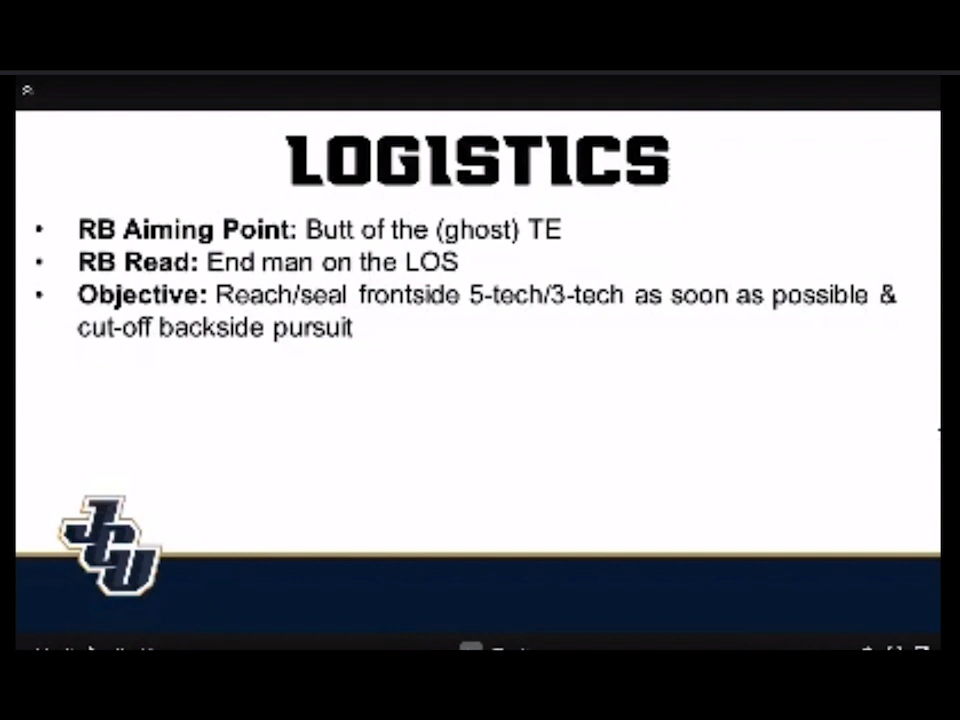 LOGISTICS
• RB Aiming Point: Butt of the (ghost) TE
• RB Read: End man on the LOS
• Objective: Reach/seal frontside 5-tech/3-tech as soon as possible &
cut-off backside pursuit
JCU